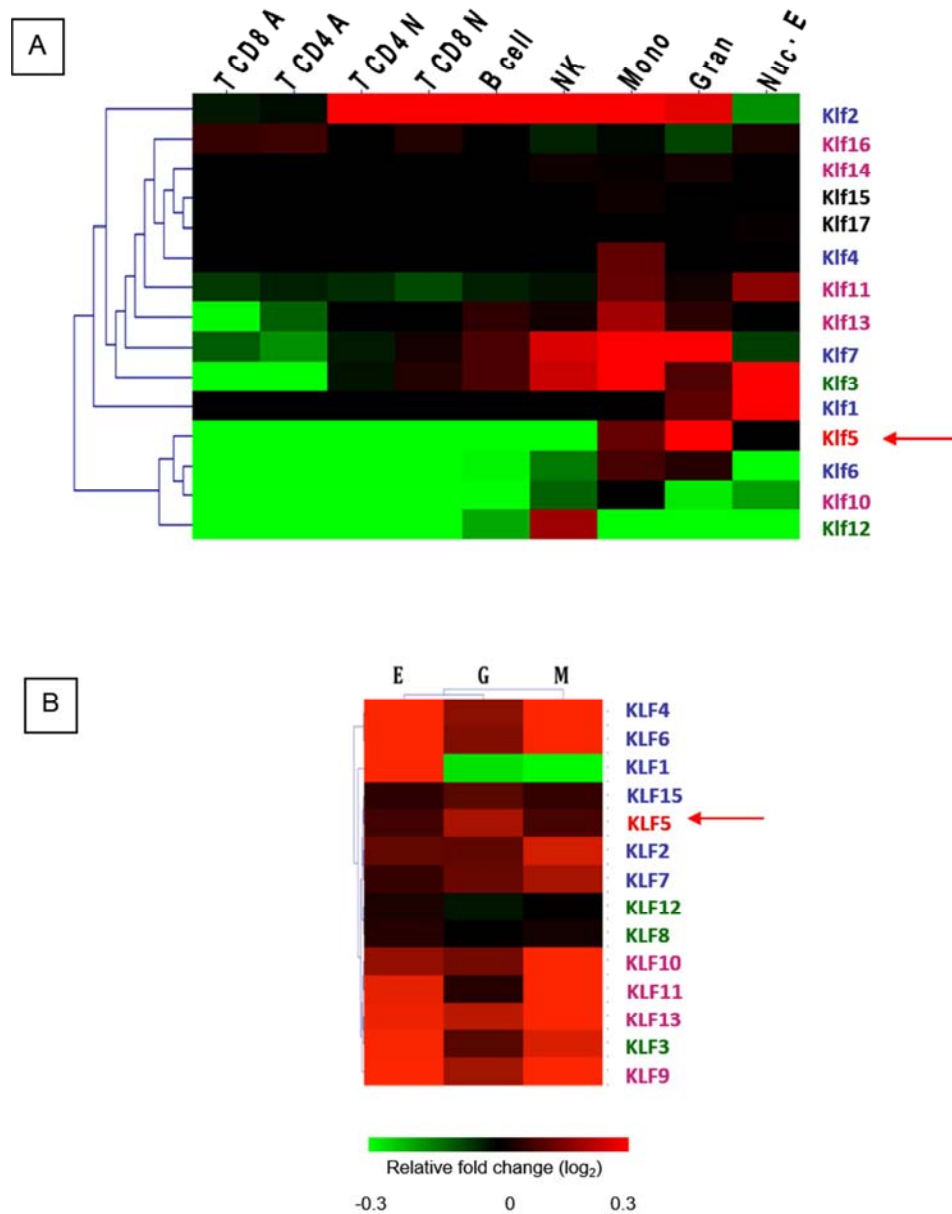 A
T CD8 A T CD4 A T CD4 N T CD8 N B cell NK Mono Gran Nuc. E
Klf2
Klf16
Klf14
Klf15
Klf17
Klf4
Klf11
Klf13
Klf7
Klf3
Klf1
Klf5
Klf6
Klf10
Klf12
B
E G M
KLF4
KLF6
KLF1
KLF15
KLF5
KLF2
KLF7
KLF12
KLF8
KLF10
KLF11
KLF13
KLF3
KLF9
Relative fold change (log₂)
-0.3 0 0.3